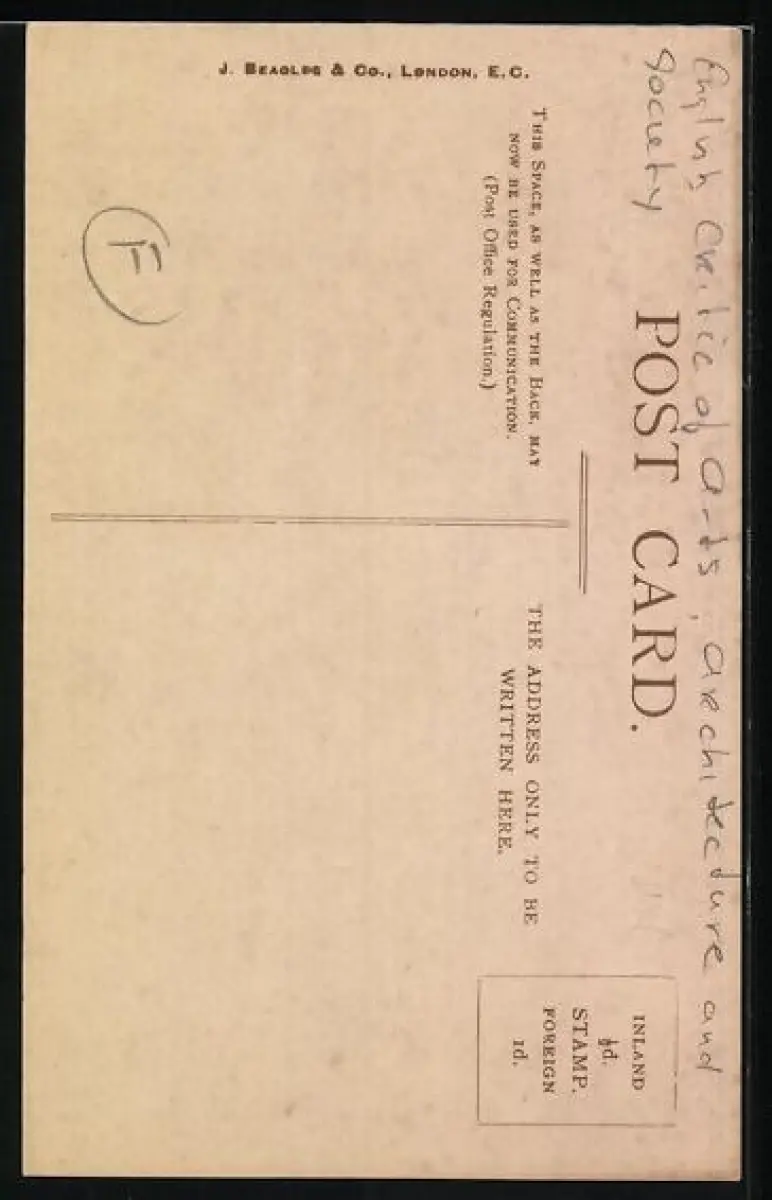 English Critic of Arts, architecture and
Society
POST CARD.
THIS SPACE, AS WELL AS THE BACK, MAY
NOW BE USED FOR COMMUNICATION.
(Post Office Regulation.)
THE ADDRESS ONLY TO BE
WRITTEN HERE.
INLAND
½d.
STAMP.
FOREIGN
1d.
J. BEAGLES & CO., LONDON, E.C.
F